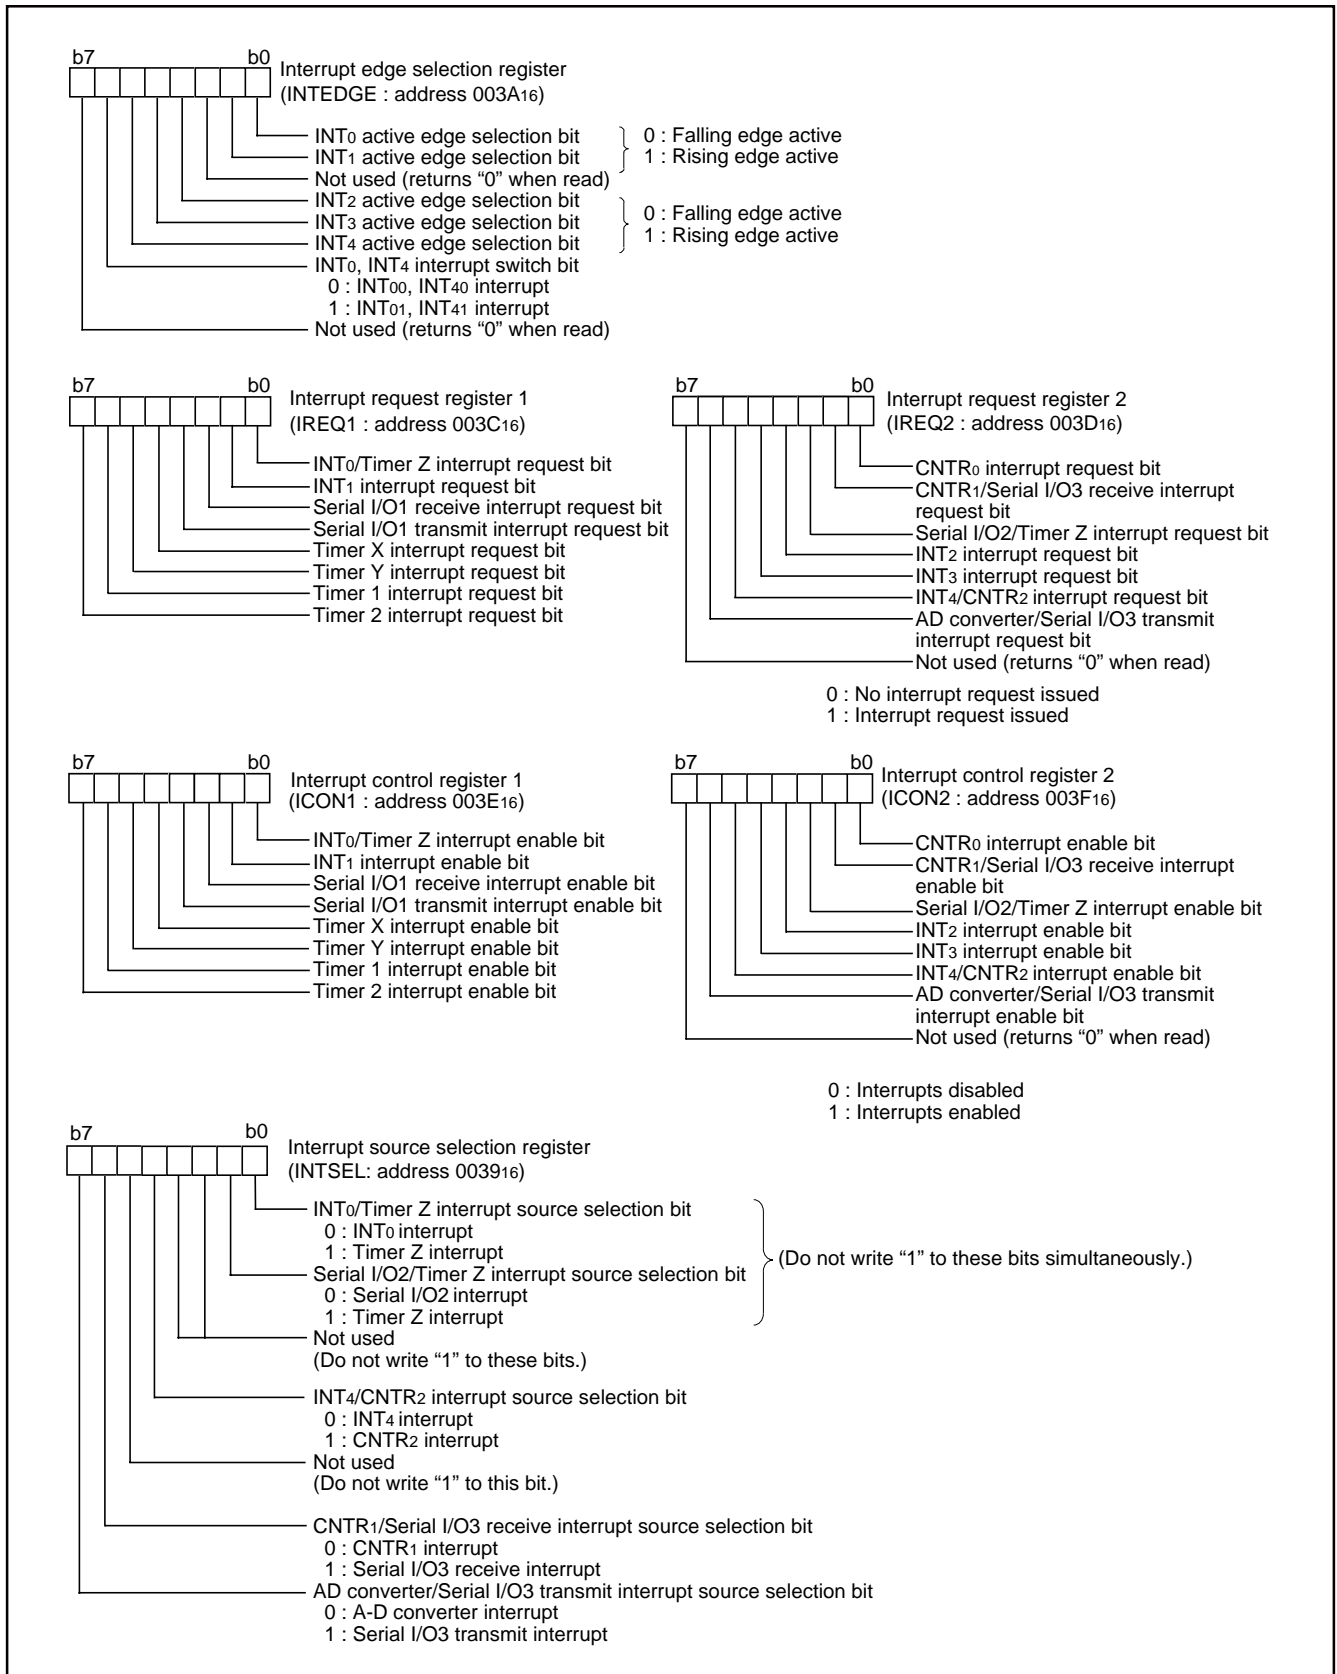 b7 b0
Interrupt edge selection register
(INTEDGE : address 003A16)
INT0 active edge selection bit
INT1 active edge selection bit
0 : Falling edge active
1 : Rising edge active
Not used (returns “0” when read)
INT2 active edge selection bit
INT3 active edge selection bit
INT4 active edge selection bit
0 : Falling edge active
1 : Rising edge active
INT0, INT4 interrupt switch bit
0 : INT00, INT40 interrupt
1 : INT01, INT41 interrupt
Not used (returns “0” when read)
b7 b0
Interrupt request register 1
(IREQ1 : address 003C16)
INT0/Timer Z interrupt request bit
INT1 interrupt request bit
Serial I/O1 receive interrupt request bit
Serial I/O1 transmit interrupt request bit
Timer X interrupt request bit
Timer Y interrupt request bit
Timer 1 interrupt request bit
Timer 2 interrupt request bit
b7 b0
Interrupt request register 2
(IREQ2 : address 003D16)
CNTR0 interrupt request bit
CNTR1/Serial I/O3 receive interrupt
request bit
Serial I/O2/Timer Z interrupt request bit
INT2 interrupt request bit
INT3 interrupt request bit
INT4/CNTR2 interrupt request bit
AD converter/Serial I/O3 transmit
interrupt request bit
Not used (returns “0” when read)
0 : No interrupt request issued
1 : Interrupt request issued
b7 b0
Interrupt control register 1
(ICON1 : address 003E16)
INT0/Timer Z interrupt enable bit
INT1 interrupt enable bit
Serial I/O1 receive interrupt enable bit
Serial I/O1 transmit interrupt enable bit
Timer X interrupt enable bit
Timer Y interrupt enable bit
Timer 1 interrupt enable bit
Timer 2 interrupt enable bit
b7 b0
Interrupt control register 2
(ICON2 : address 003F16)
CNTR0 interrupt enable bit
CNTR1/Serial I/O3 receive interrupt
enable bit
Serial I/O2/Timer Z interrupt enable bit
INT2 interrupt enable bit
INT3 interrupt enable bit
INT4/CNTR2 interrupt enable bit
AD converter/Serial I/O3 transmit
interrupt enable bit
Not used (returns “0” when read)
0 : Interrupts disabled
1 : Interrupts enabled
b7 b0
Interrupt source selection register
(INTSEL: address 003916)
INT0/Timer Z interrupt source selection bit
0 : INT0 interrupt
1 : Timer Z interrupt
Serial I/O2/Timer Z interrupt source selection bit
0 : Serial I/O2 interrupt
1 : Timer Z interrupt
(Do not write “1” to these bits simultaneously.)
Not used
(Do not write “1” to these bits.)
INT4/CNTR2 interrupt source selection bit
0 : INT4 interrupt
1 : CNTR2 interrupt
Not used
(Do not write “1” to this bit.)
CNTR1/Serial I/O3 receive interrupt source selection bit
0 : CNTR1 interrupt
1 : Serial I/O3 receive interrupt
AD converter/Serial I/O3 transmit interrupt source selection bit
0 : A-D converter interrupt
1 : Serial I/O3 transmit interrupt